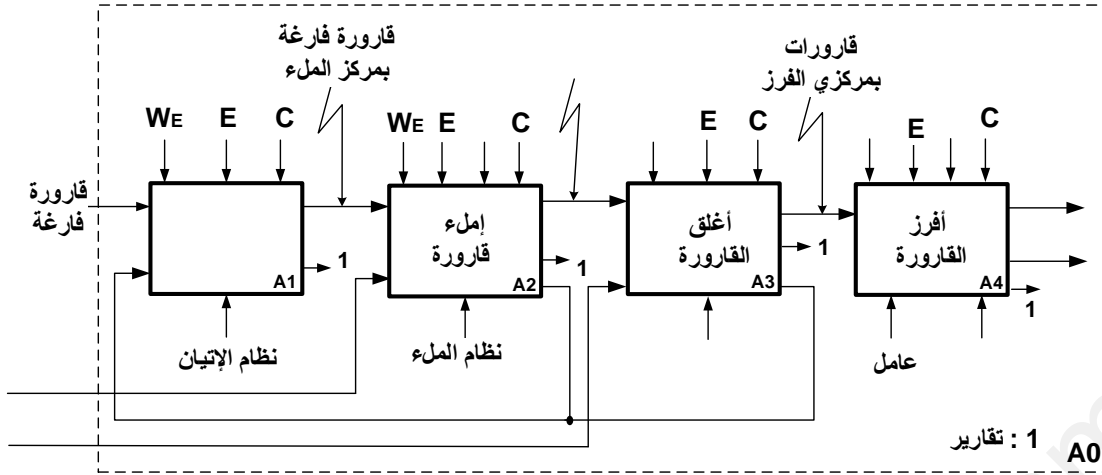 قارورة فارغة
بمركز الملء
قارورات
بمركزي الفرز
WE E C
WE E C
E C
E C
قارورة
فارغة
إملء
قارورة
أغلق
القارورة
أفرز
القارورة
1
1
1
1
A1
A2
A3
A4
نظام الإتيان
نظام الملء
عامل
1 : تقارير
A0